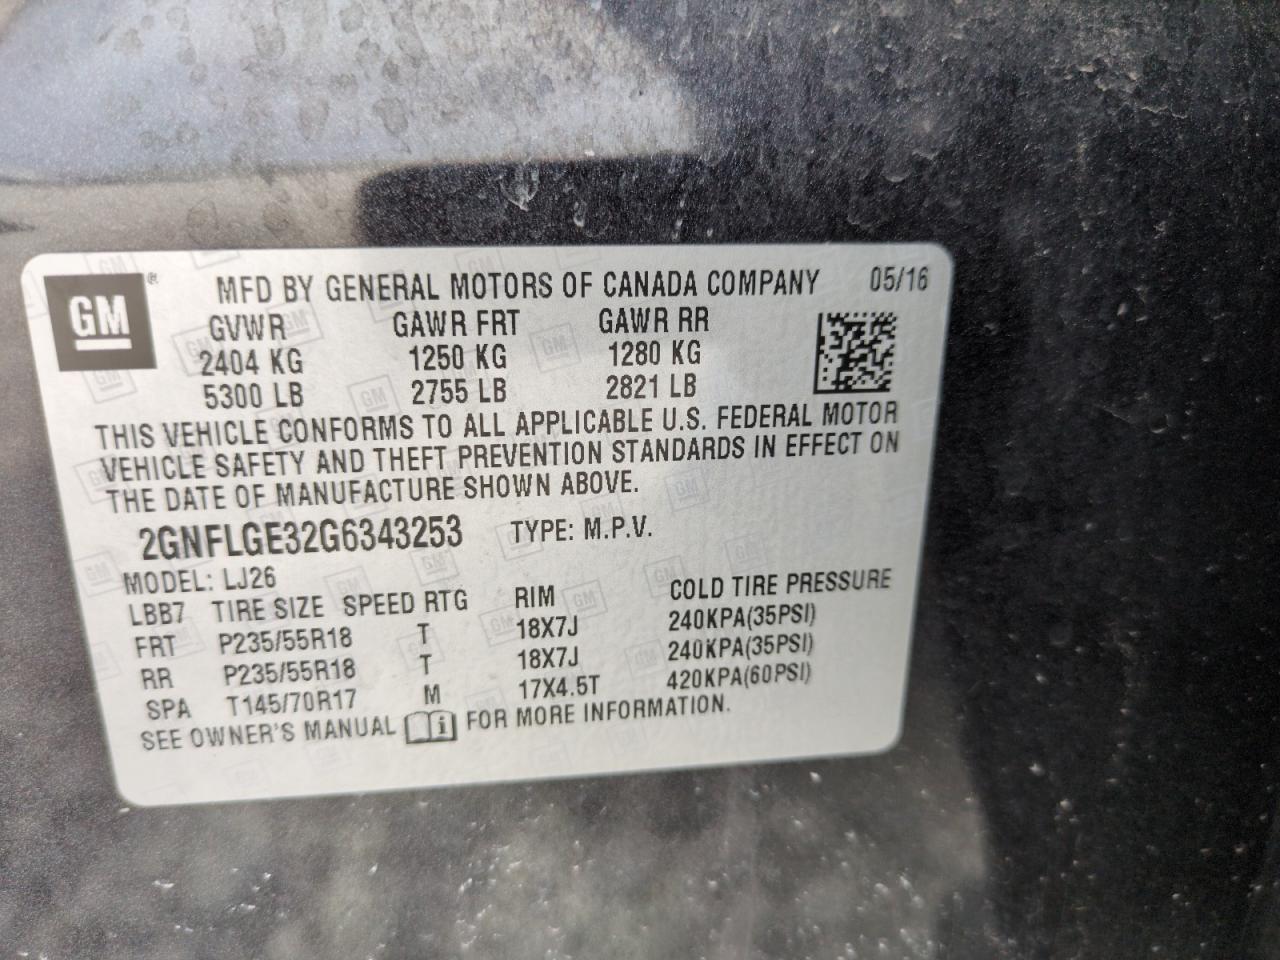 GM ®
MFD BY GENERAL MOTORS OF CANADA COMPANY 05/16
GVWR GAWR FRT GAWR RR
2404 KG 1250 KG 1280 KG
5300 LB 2755 LB 2821 LB
THIS VEHICLE CONFORMS TO ALL APPLICABLE U.S. FEDERAL MOTOR
VEHICLE SAFETY AND THEFT PREVENTION STANDARDS IN EFFECT ON
THE DATE OF MANUFACTURE SHOWN ABOVE.
2GNFLGE32G6343253 TYPE: M.P.V.
MODEL: LJ26
LBB7 TIRE SIZE SPEED RTG RIM COLD TIRE PRESSURE
FRT P235/55R18 T 18X7J 240KPA(35PSI)
RR P235/55R18 T 18X7J 240KPA(35PSI)
SPA T145/70R17 M 17X4.5T 420KPA(60PSI)
SEE OWNER'S MANUAL i FOR MORE INFORMATION.